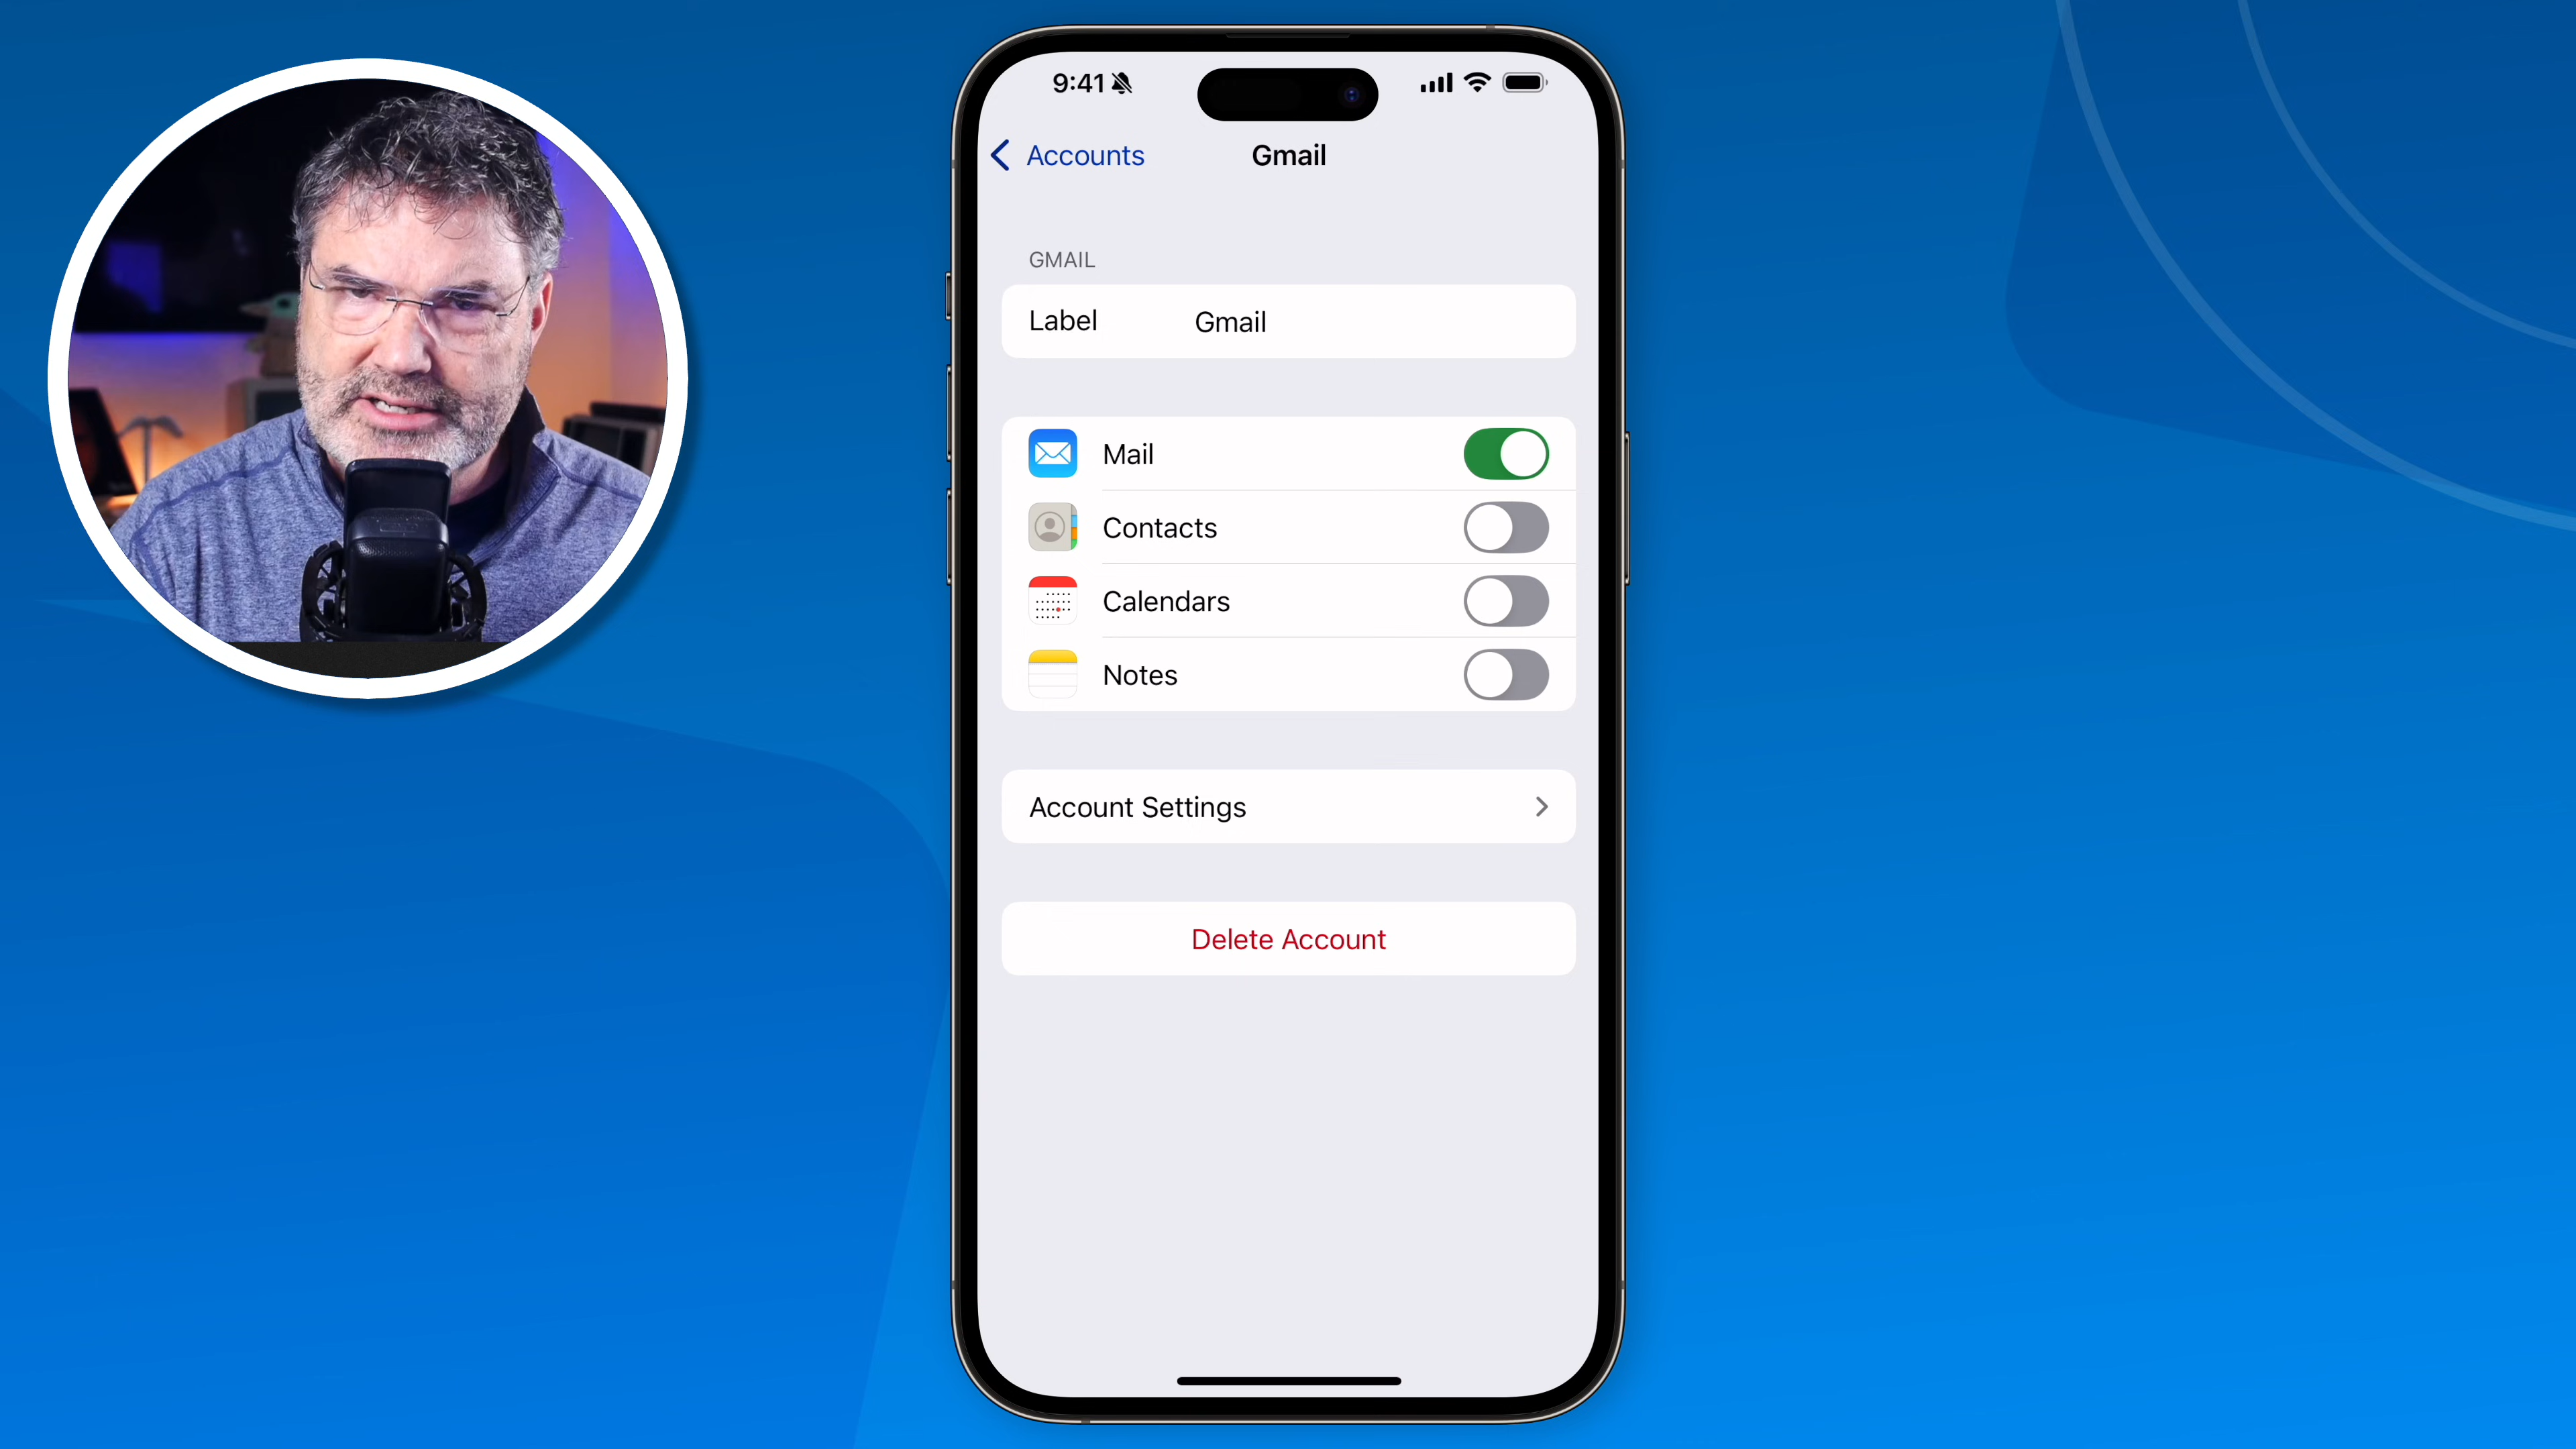 9:41
Accounts
Gmail
GMAIL
Label Gmail
Mail
Contacts
Calendars
Notes
Account Settings
Delete Account